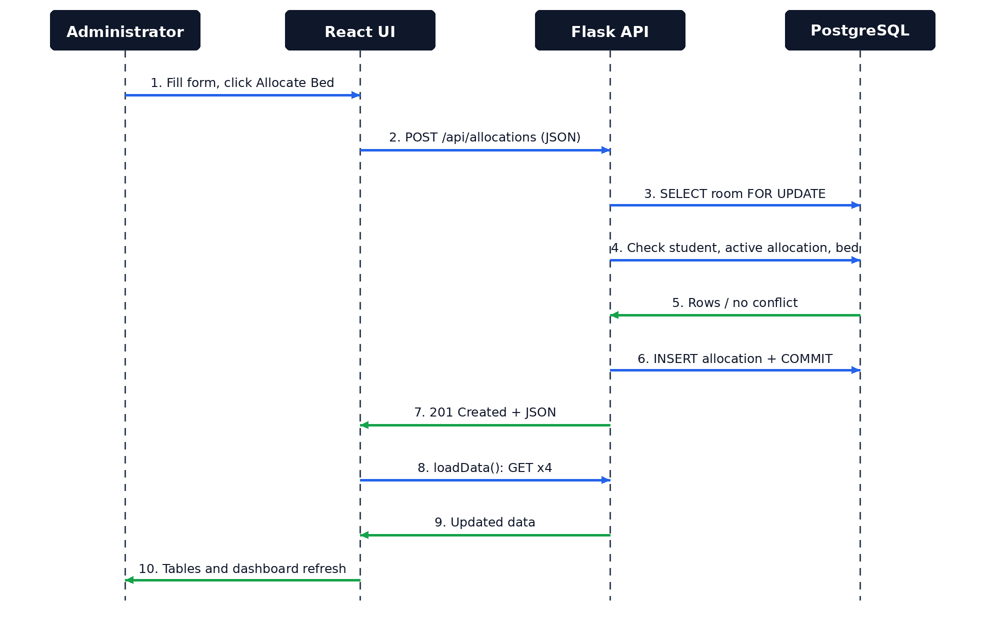 Administrator
React UI
Flask API
PostgreSQL
1. Fill form, click Allocate Bed
2. POST /api/allocations (JSON)
3. SELECT room FOR UPDATE
4. Check student, active allocation, bed
5. Rows / no conflict
6. INSERT allocation + COMMIT
7. 201 Created + JSON
8. loadData(): GET x4
9. Updated data
10. Tables and dashboard refresh